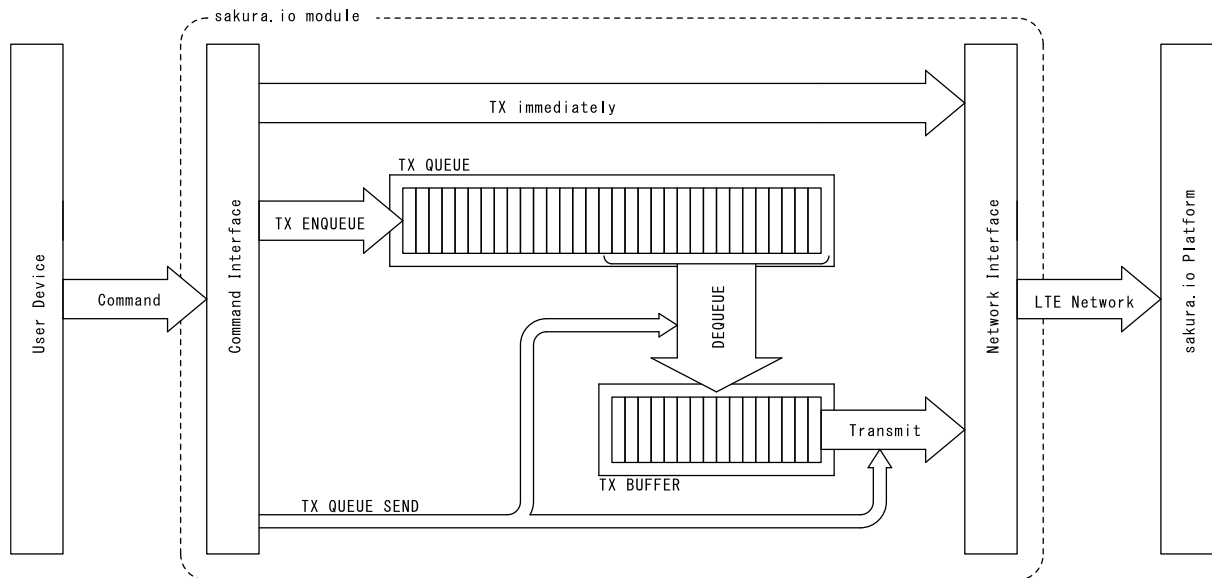 sakura.io module
User Device
Command
Command Interface
TX immediately
TX QUEUE
TX ENQUEUE
DEQUEUE
TX BUFFER
Transmit
TX QUEUE SEND
Network Interface
LTE Network
sakura.io Platform